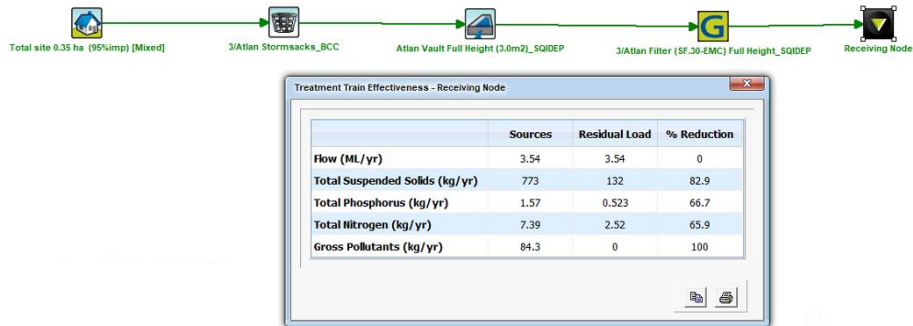 Total site 0.35 ha (95%imp) [Mixed]
3/Atlan Stormsacks_BCC
Atlan Vault Full Height (3.0m2)_SQIDEP
G
3/Atlan Filter (SF.30-EMC) Full Height_SQIDEP
Receiving Node
Treatment Train Effectiveness - Receiving Node
Sources Residual Load % Reduction
Flow (ML/yr) 3.54 3.54 0
Total Suspended Solids (kg/yr) 773 132 82.9
Total Phosphorus (kg/yr) 1.57 0.523 66.7
Total Nitrogen (kg/yr) 7.39 2.52 65.9
Gross Pollutants (kg/yr) 84.3 0 100